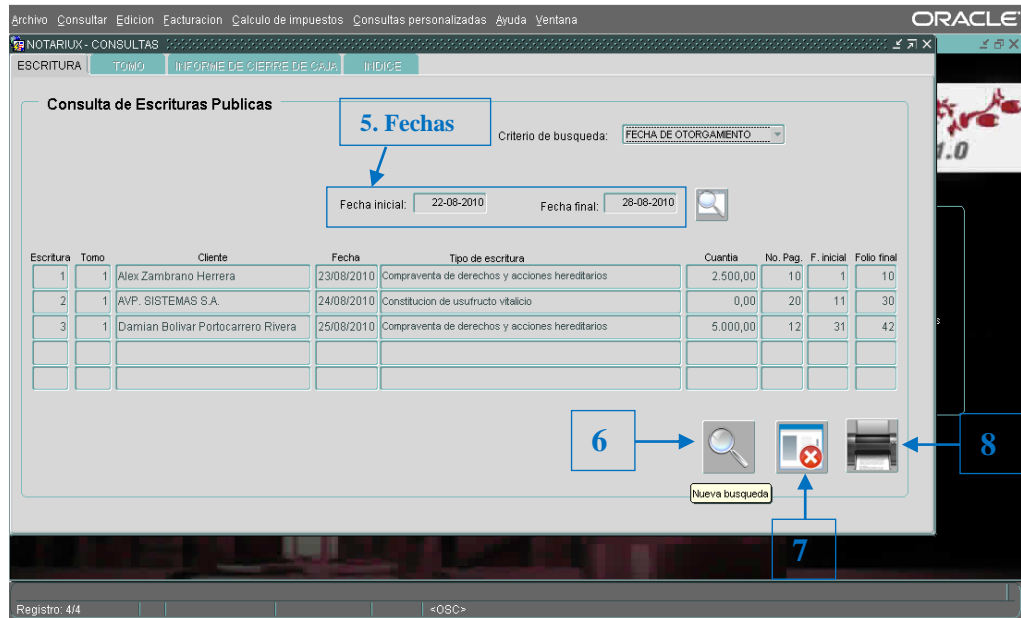 Archivo Consultar Edicion Facturacion Calculo de impuestos Consultas personalizadas Ayuda Ventana ORACLE
NOTARIUX - CONSULTAS
ESCRITURA TOMO INFORME DE CIERRE DE CAJA INDICE
Consulta de Escrituras Publicas
5. Fechas
Criterio de busqueda: FECHA DE OTORGAMIENTO
1.0
Fecha inicial: 22-08-2010 Fecha final: 28-08-2010
Escritura Tomo Cliente Fecha Tipo de escritura Cuantia No. Pag. F. inicial Folio final
1 1 Alex Zambrano Herrera 23/08/2010 Compraventa de derechos y acciones hereditarios 2.500,00 10 1 10
2 1 AVP. SISTEMAS S.A. 24/08/2010 Constitucion de usufructo vitalicio 0,00 20 11 30
3 1 Damian Bolivar Portocarrero Rivera 25/08/2010 Compraventa de derechos y acciones hereditarios 5.000,00 12 31 42
6
8
Nueva busqueda
7
Registro: 4/4 <OSC>